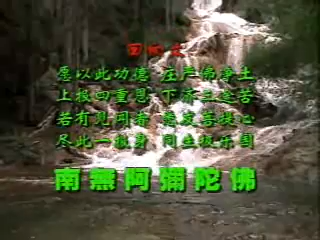 回向文
愿以此功德 庄严佛净土
上报四重恩 下济三途苦
若有见闻者 悉发菩提心
尽此一报身 同生极乐国
南無阿彌陀佛